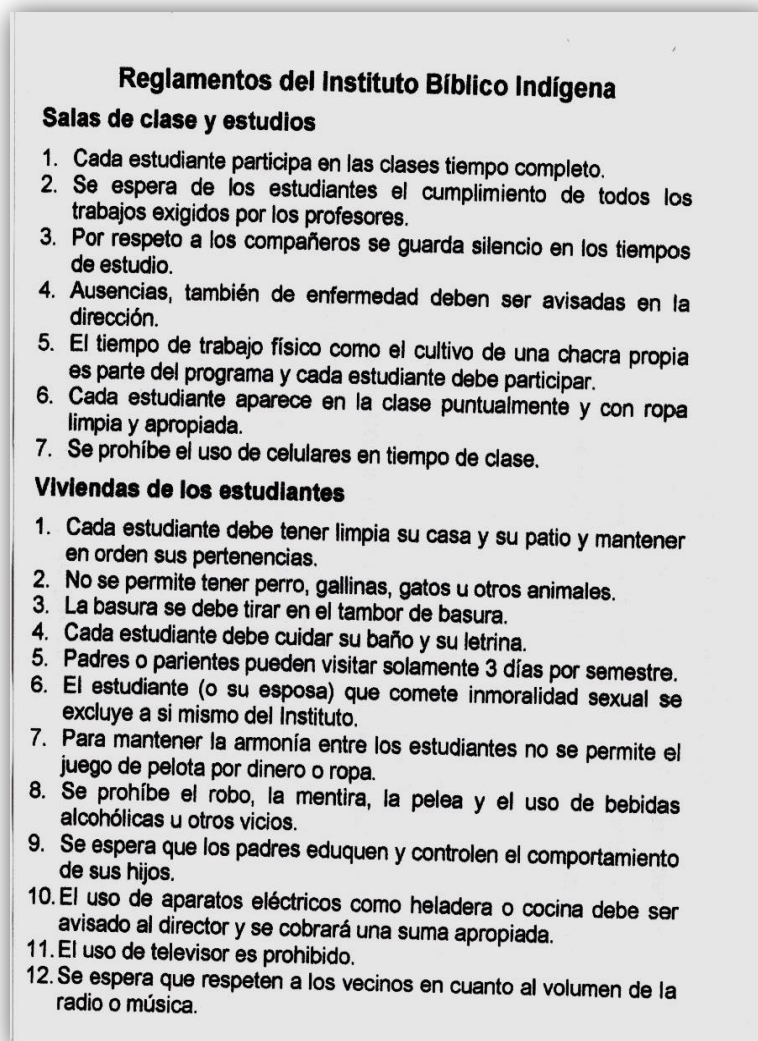 Reglamentos del Instituto Bíblico Indígena
Salas de clase y estudios
1. Cada estudiante participa en las clases tiempo completo.
2. Se espera de los estudiantes el cumplimiento de todos los
trabajos exigidos por los profesores.
3. Por respeto a los compañeros se guarda silencio en los tiempos
de estudio.
4. Ausencias, también de enfermedad deben ser avisadas en la
dirección.
5. El tiempo de trabajo físico como el cultivo de una chacra propia
es parte del programa y cada estudiante debe participar.
6. Cada estudiante aparece en la clase puntualmente y con ropa
limpia y apropiada.
7. Se prohíbe el uso de celulares en tiempo de clase.
Viviendas de los estudiantes
1. Cada estudiante debe tener limpia su casa y su patio y mantener
en orden sus pertenencias.
2. No se permite tener perro, gallinas, gatos u otros animales.
3. La basura se debe tirar en el tambor de basura.
4. Cada estudiante debe cuidar su baño y su letrina.
5. Padres o parientes pueden visitar solamente 3 días por semestre.
6. El estudiante (o su esposa) que comete inmoralidad sexual se
excluye a si mismo del Instituto.
7. Para mantener la armonía entre los estudiantes no se permite el
juego de pelota por dinero o ropa.
8. Se prohíbe el robo, la mentira, la pelea y el uso de bebidas
alcohólicas u otros vicios.
9. Se espera que los padres eduquen y controlen el comportamiento
de sus hijos.
10. El uso de aparatos eléctricos como heladera o cocina debe ser
avisado al director y se cobrará una suma apropiada.
11. El uso de televisor es prohibido.
12. Se espera que respeten a los vecinos en cuanto al volumen de la
radio o música.